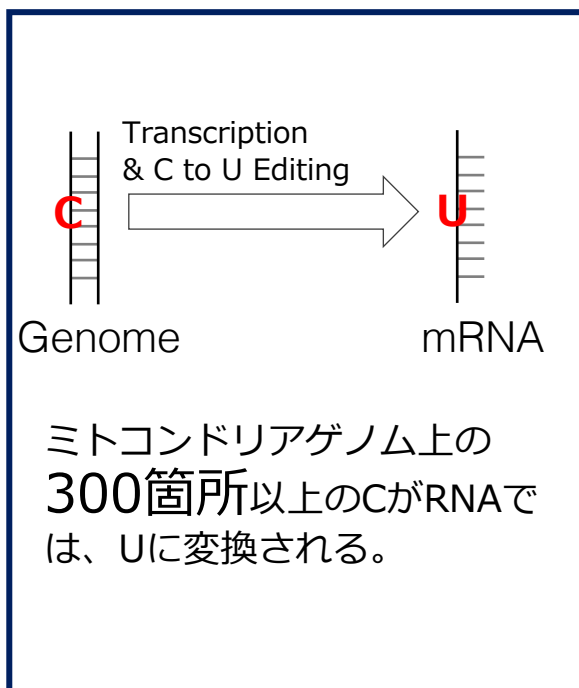 Transcription
& C to U Editing
C
U
Genome
mRNA
ミトコンドリアゲノム上の
300箇所以上のCがRNAで
は、Uに変換される。